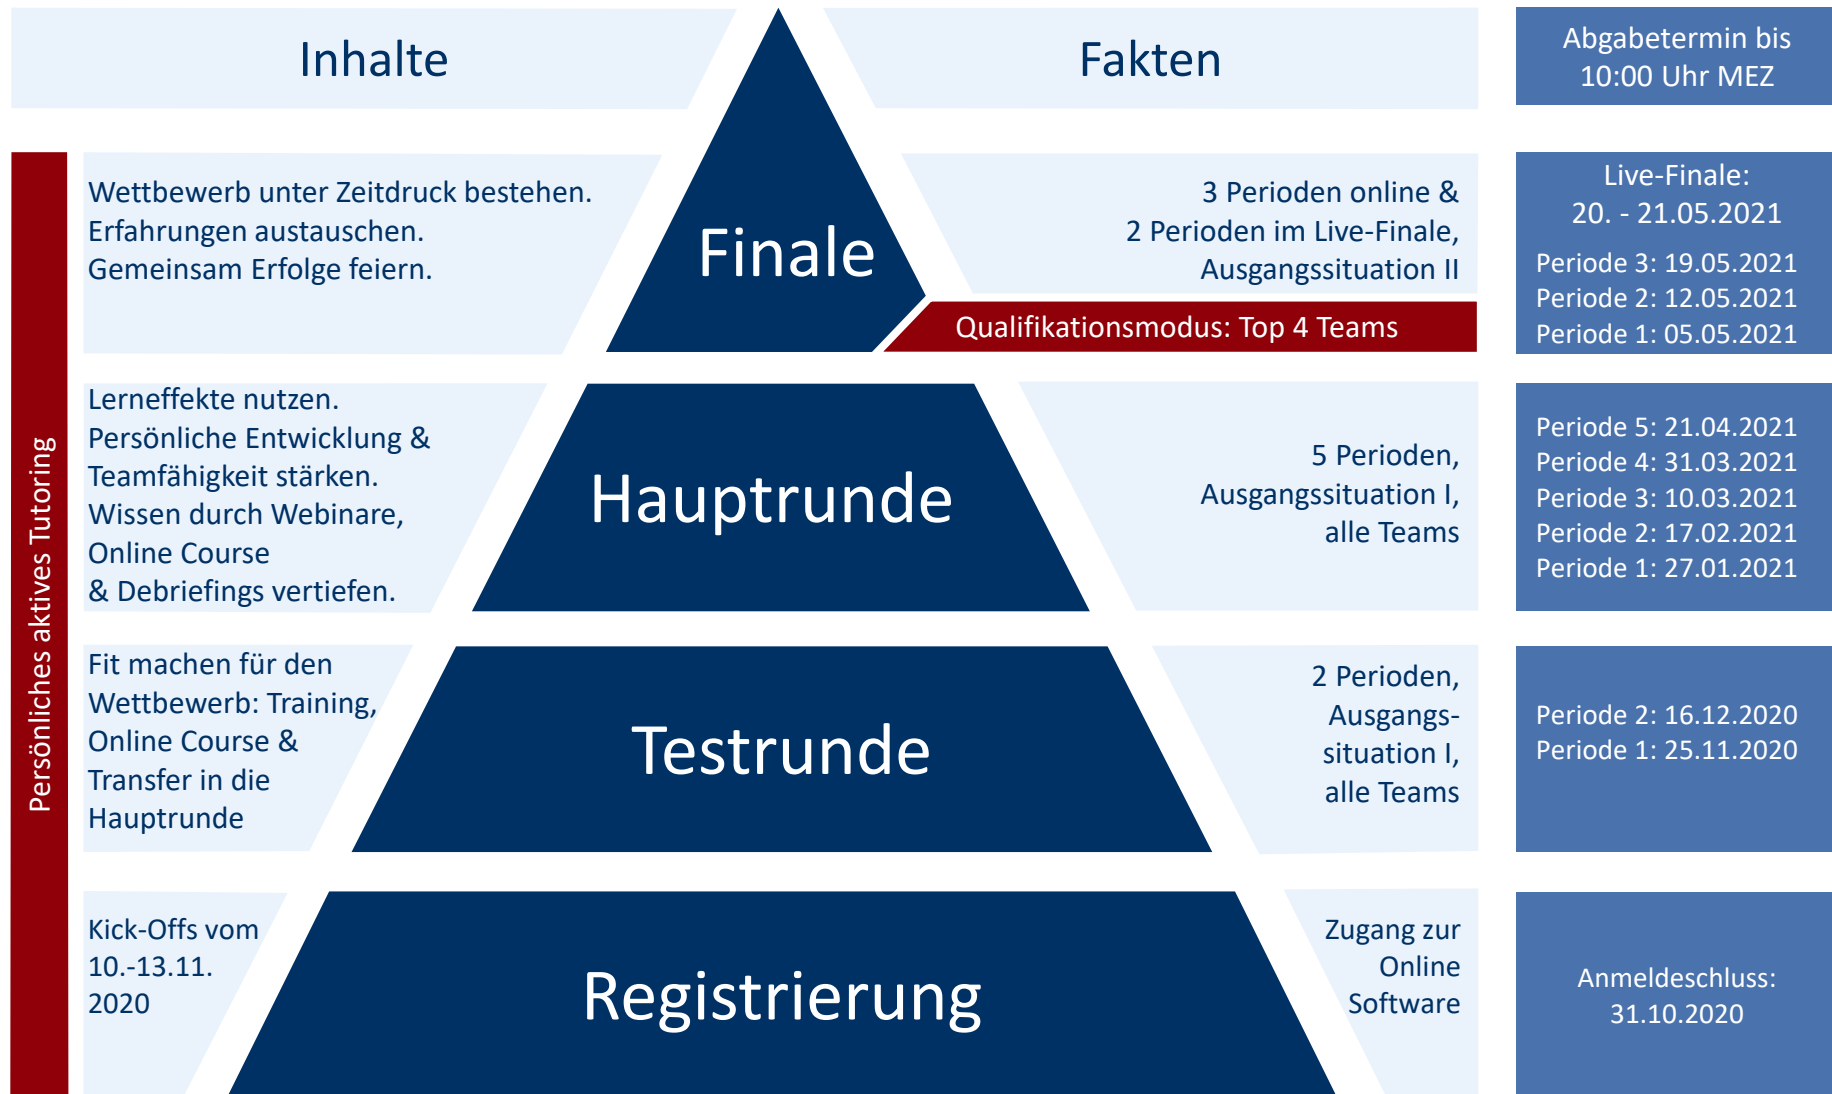 Inhalte
Fakten
Abgabetermin bis
10:00 Uhr MEZ
Persönliches aktives Tutoring
Wettbewerb unter Zeitdruck bestehen.
Erfahrungen austauschen.
Gemeinsam Erfolge feiern.
Finale
3 Perioden online &
2 Perioden im Live-Finale,
Ausgangssituation II
Qualifikationsmodus: Top 4 Teams
Live-Finale:
20. - 21.05.2021
Periode 3: 19.05.2021
Periode 2: 12.05.2021
Periode 1: 05.05.2021
Lerneffekte nutzen.
Persönliche Entwicklung &
Teamfähigkeit stärken.
Wissen durch Webinare,
Online Course
& Debriefings vertiefen.
Hauptrunde
5 Perioden,
Ausgangssituation I,
alle Teams
Periode 5: 21.04.2021
Periode 4: 31.03.2021
Periode 3: 10.03.2021
Periode 2: 17.02.2021
Periode 1: 27.01.2021
Fit machen für den
Wettbewerb: Training,
Online Course &
Transfer in die
Hauptrunde
Testrunde
2 Perioden,
Ausgangs-
situation I,
alle Teams
Periode 2: 16.12.2020
Periode 1: 25.11.2020
Kick-Offs vom
10.-13.11.
2020
Registrierung
Zugang zur
Online
Software
Anmeldeschluss:
31.10.2020